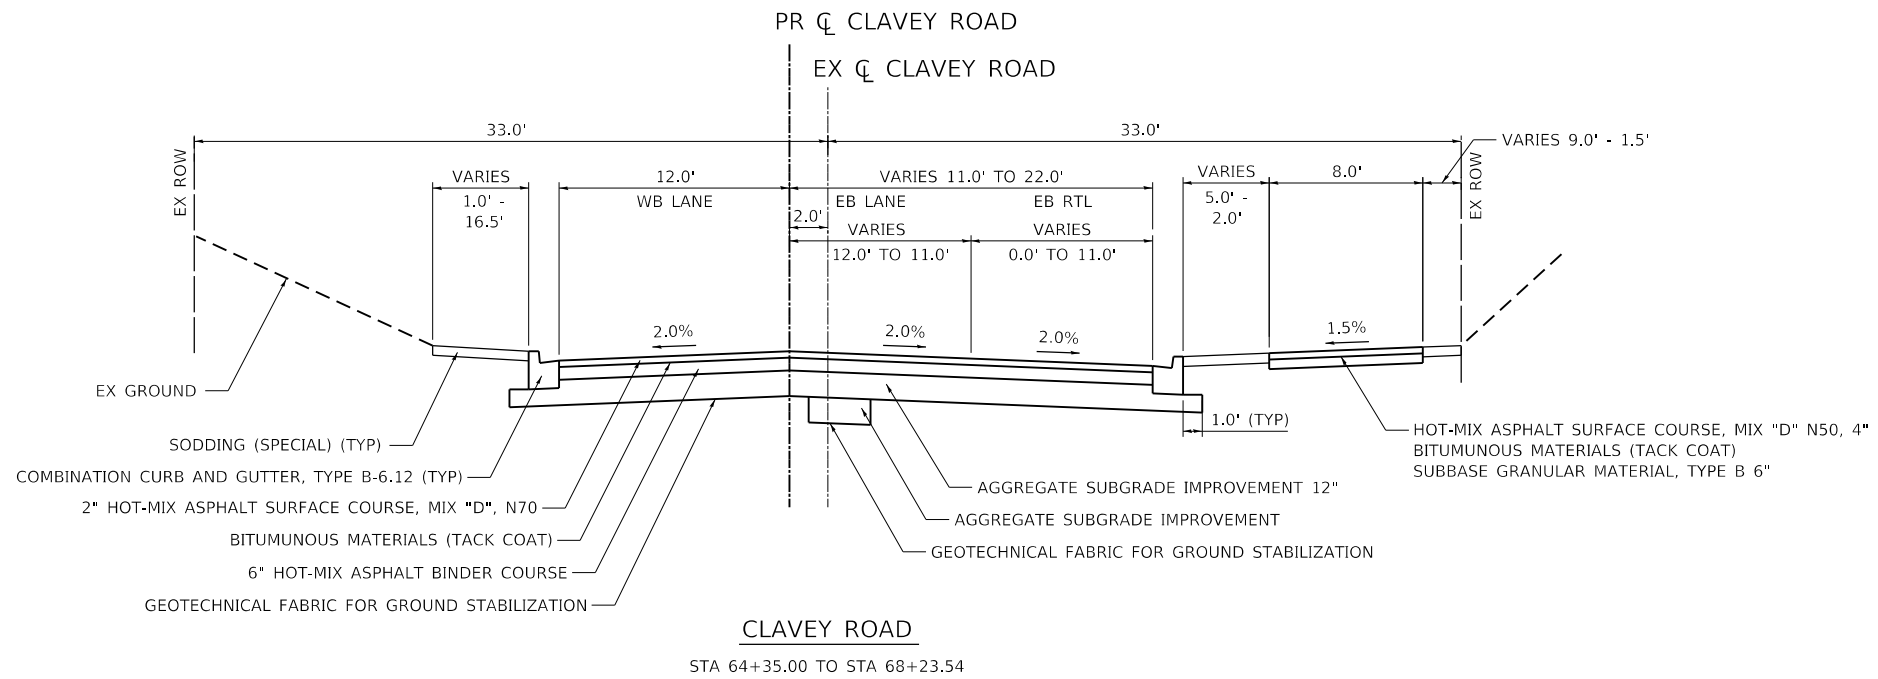 PR ℄ CLAVEY ROAD
EX ℄ CLAVEY ROAD
33.0'
33.0'
VARIES 9.0' - 1.5'
EX ROW
EX ROW
VARIES
1.0' -
16.5'
12.0'
WB LANE
VARIES 11.0' TO 22.0'
EB LANE
EB RTL
2.0'
VARIES
12.0' TO 11.0'
VARIES
0.0' TO 11.0'
VARIES
5.0' -
2.0'
8.0'
2.0%
2.0%
2.0%
1.5%
EX GROUND
SODDING (SPECIAL) (TYP)
COMBINATION CURB AND GUTTER, TYPE B-6.12 (TYP)
2" HOT-MIX ASPHALT SURFACE COURSE, MIX "D", N70
BITUMUNOUS MATERIALS (TACK COAT)
6" HOT-MIX ASPHALT BINDER COURSE
GEOTECHNICAL FABRIC FOR GROUND STABILIZATION
1.0' (TYP)
HOT-MIX ASPHALT SURFACE COURSE, MIX "D" N50, 4"
BITUMUNOUS MATERIALS (TACK COAT)
SUBBASE GRANULAR MATERIAL, TYPE B 6"
AGGREGATE SUBGRADE IMPROVEMENT 12"
AGGREGATE SUBGRADE IMPROVEMENT
GEOTECHNICAL FABRIC FOR GROUND STABILIZATION
CLAVEY ROAD
STA 64+35.00 TO STA 68+23.54